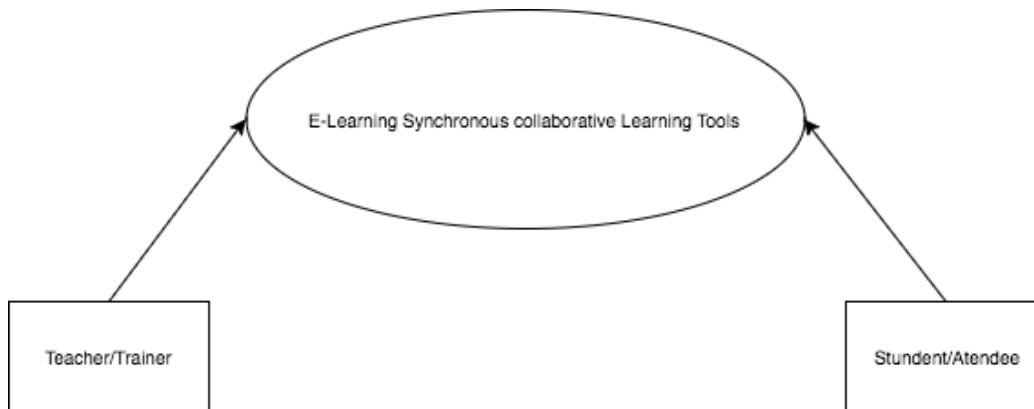 E-Learning Synchronous collaborative Learning Tools
Teacher/Trainer
Stundent/Atendee